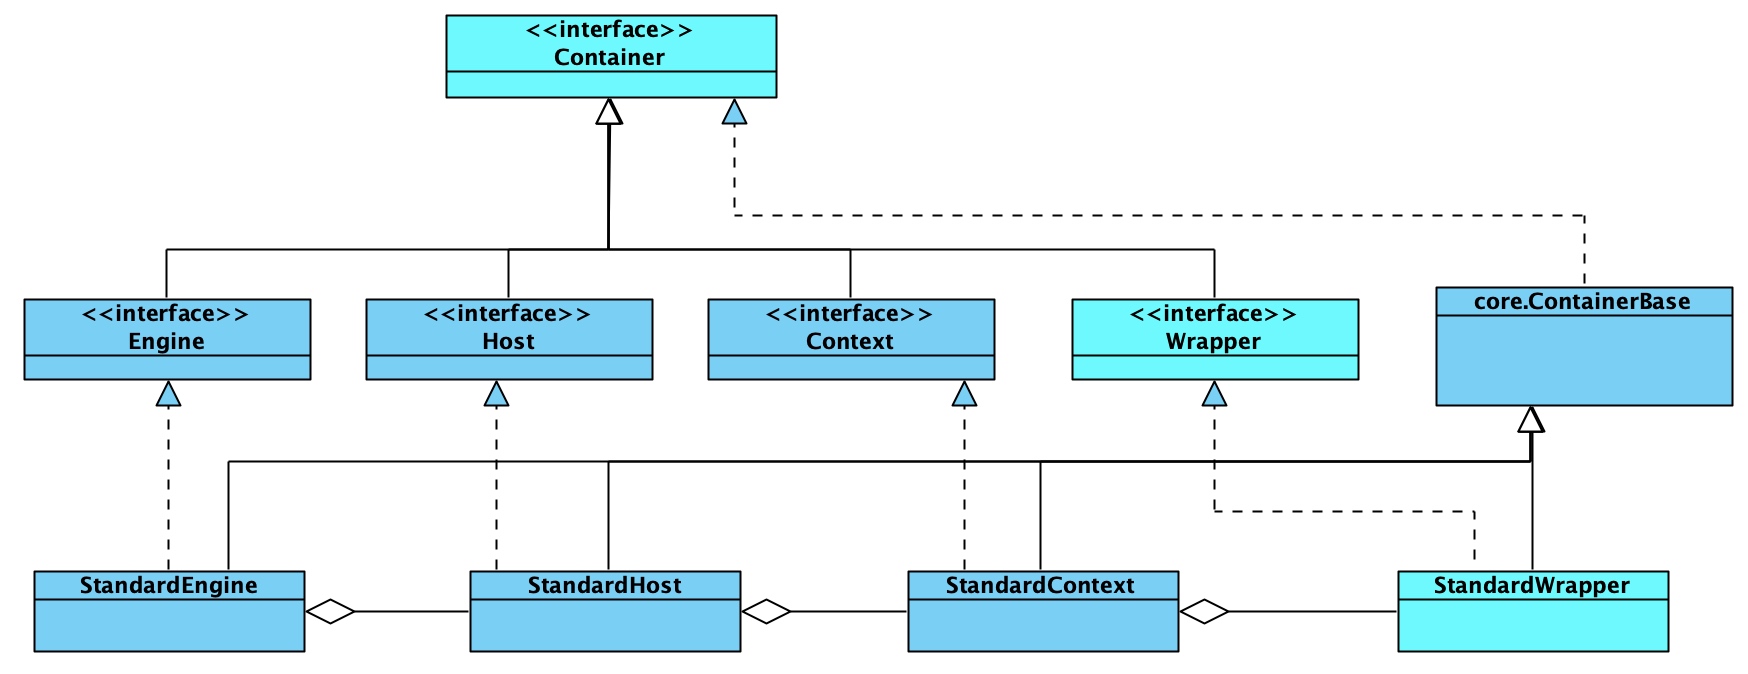 <<interface>>
Container
<<interface>>
Engine
<<interface>>
Host
<<interface>>
Context
<<interface>>
Wrapper
core.ContainerBase
StandardEngine
StandardHost
StandardContext
StandardWrapper